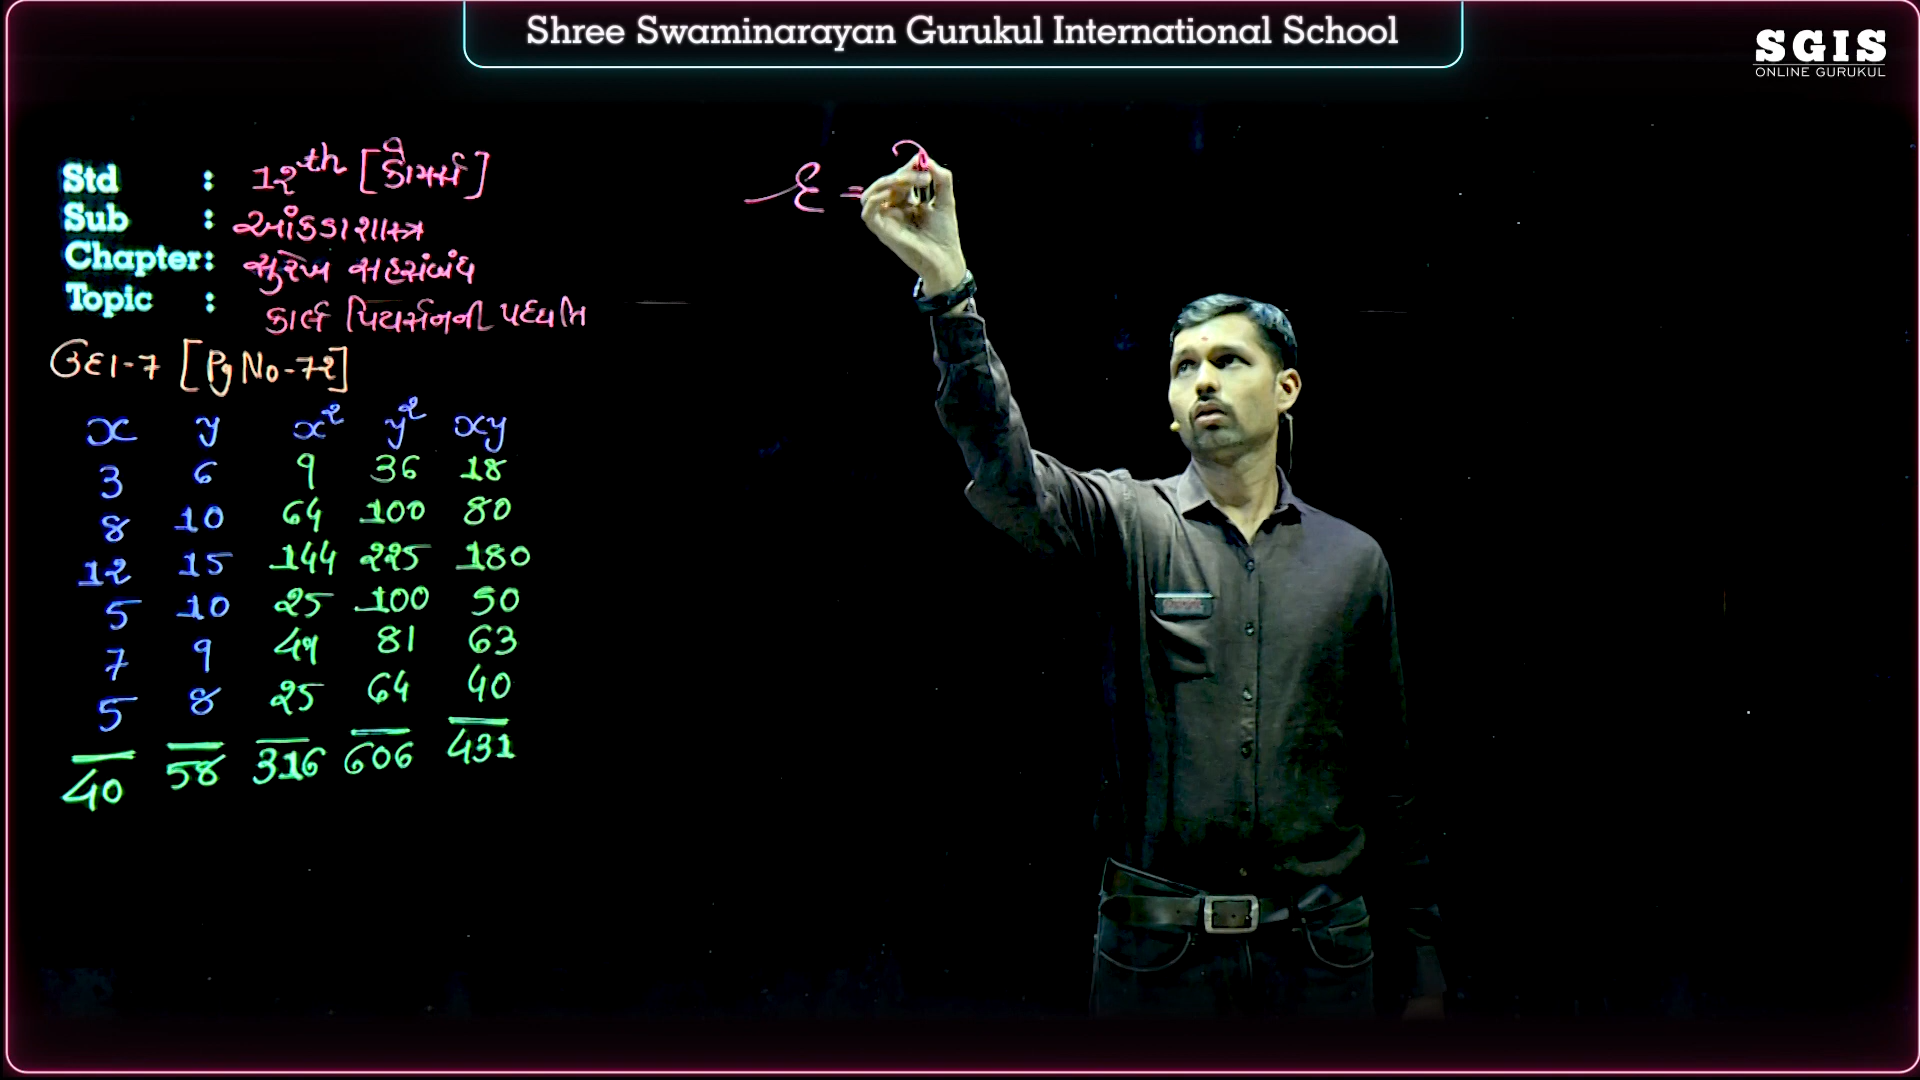 Shree Swaminarayan Gurukul International School
SGIS
ONLINE GURUKUL
Std : 12th [કોમર્સ]
Sub : આંકડાશાસ્ત્ર
Chapter : સુરેખ સહસંબંધ
Topic : કાર્લ પિયર્સનની પદ્ધતિ
ઉદા-7 [Pg No-72]
x y x² y² xy
3 6 9 36 18
8 10 64 100 80
12 15 144 225 180
5 10 25 100 50
7 9 49 81 63
5 8 25 64 40
40 58 316 606 431